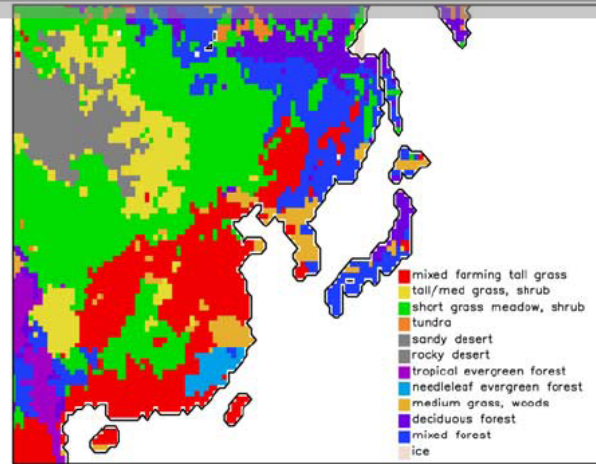 mixed farming tall grass
tall/med grass, shrub
short grass meadow, shrub
tundra
sandy desert
rocky desert
tropical evergreen forest
needleleaf evergreen forest
medium grass, woods
deciduous forest
mixed forest
ice